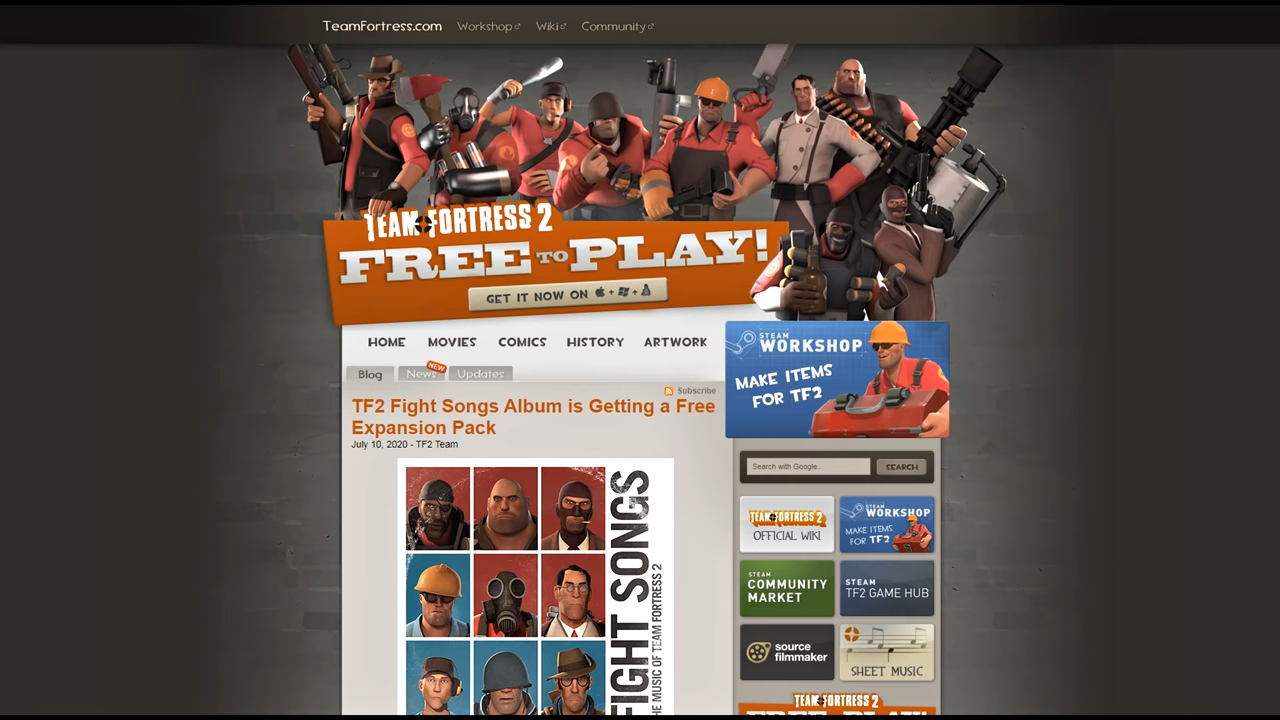 TeamFortress.com Workshop Wiki Community
TEAM FORTRESS 2
FREE TO PLAY!
GET IT NOW ON + +
HOME MOVIES COMICS HISTORY ARTWORK
Blog News NEW Updates
Subscribe
TF2 Fight Songs Album is Getting a Free
Expansion Pack
July 10, 2020 - TF2 Team
FIGHT SONGS
THE MUSIC OF TEAM FORTRESS 2
STEAM
WORKSHOP
MAKE ITEMS
FOR TF2
Search with Google.. SEARCH
TEAM FORTRESS 2
OFFICIAL WIKI
STEAM
WORKSHOP
MAKE ITEMS
FOR TF2
STEAM
COMMUNITY
MARKET
STEAM
TF2 GAME HUB
source
filmmaker
SHEET MUSIC
TEAM FORTRESS 2
FREE TO PLAY!